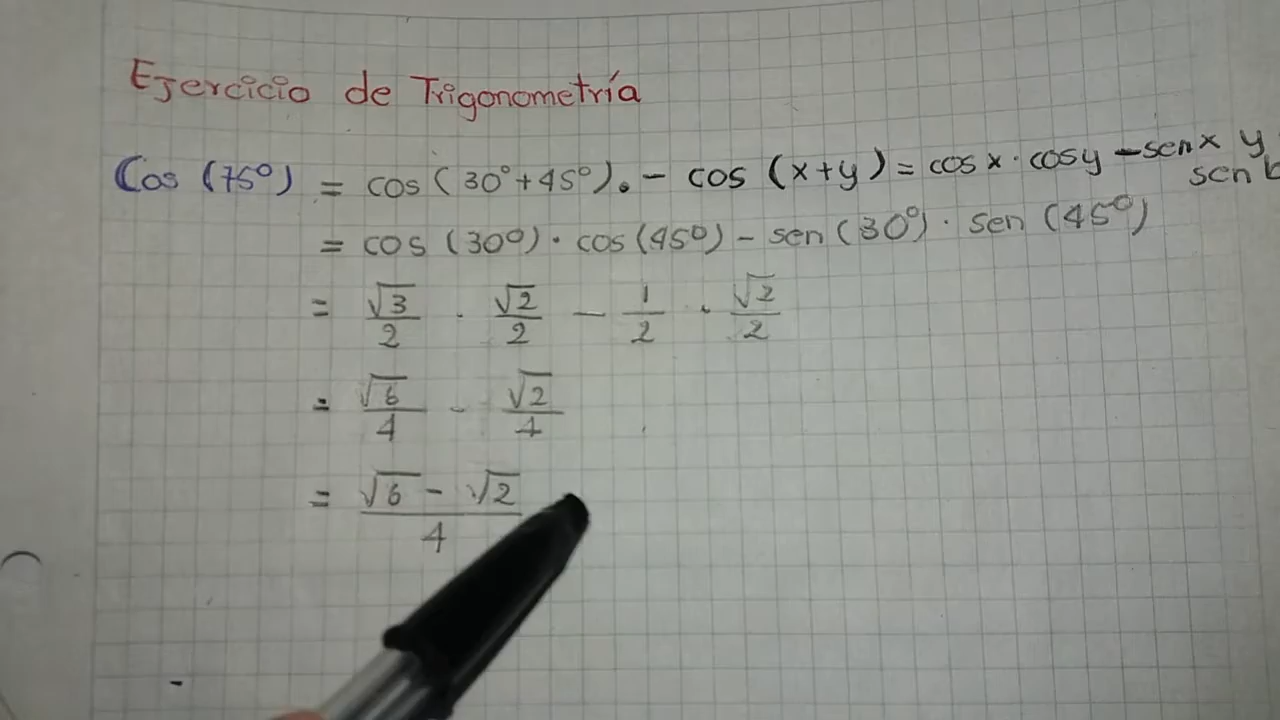 Ejercicio de Trigonometría
Cos (75°) = cos (30°+45°). - cos (x+y) = cos x · cos y - sen x y
sen
= cos (30°) · cos (45°) - sen (30°) · sen (45°)
= √3/2 · √2/2 - 1/2 · √2/2
= √6/4 - √2/4
= (√6 - √2)/4